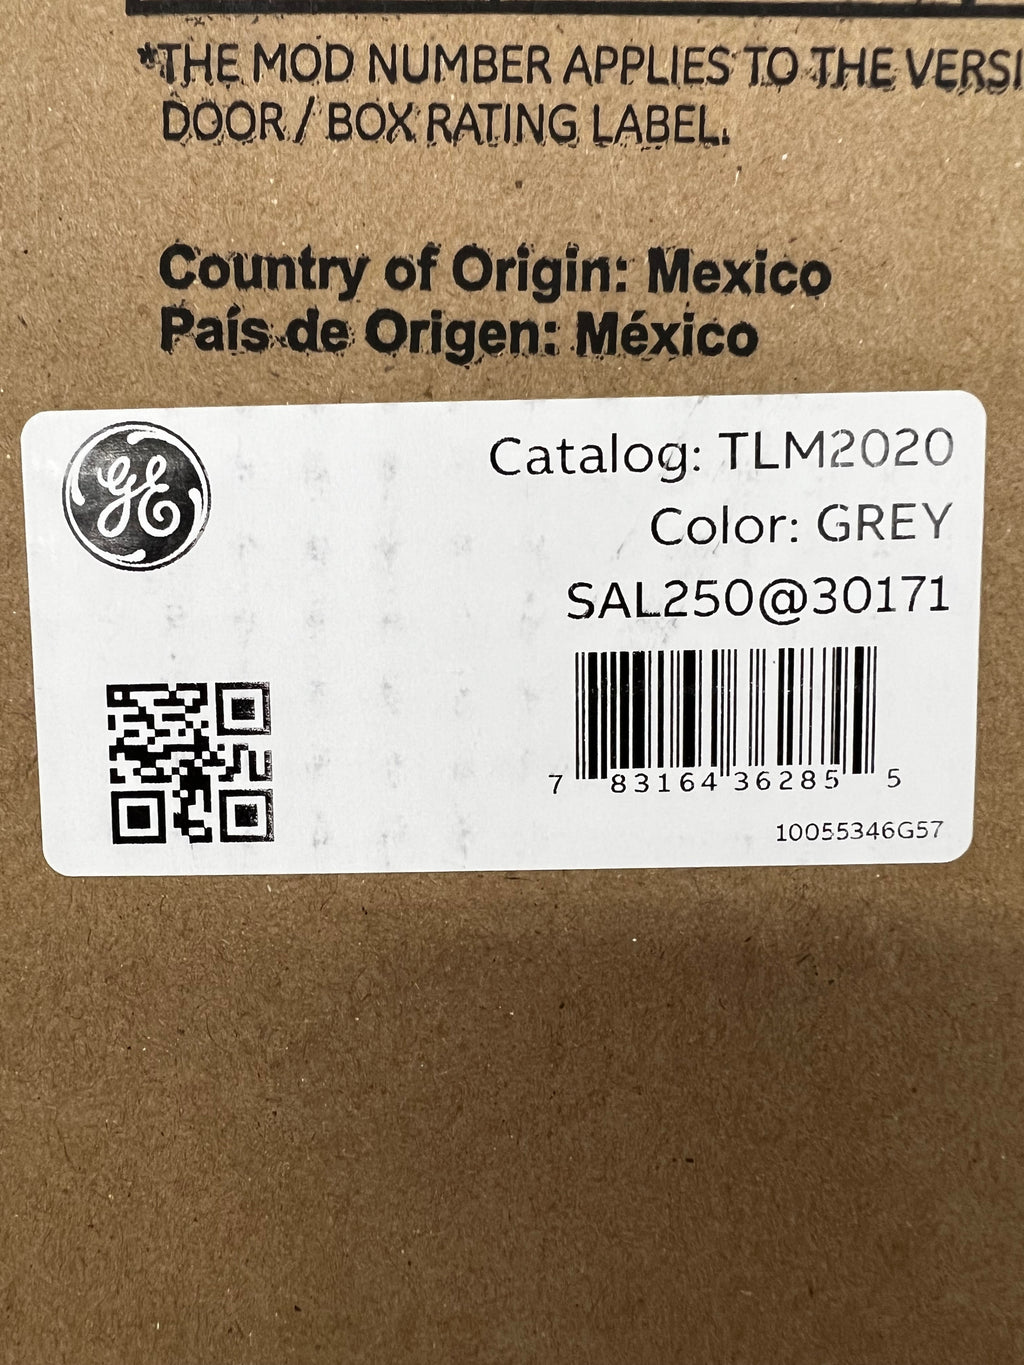 *THE MOD NUMBER APPLIES TO THE
DOOR / BOX RATING LABEL.
Country of Origin: Mexico
País de Origen: México
GE
Catalog: TLM2020
Color: GREY
SAL250@30171
7 83164 36285 5
10055346G57